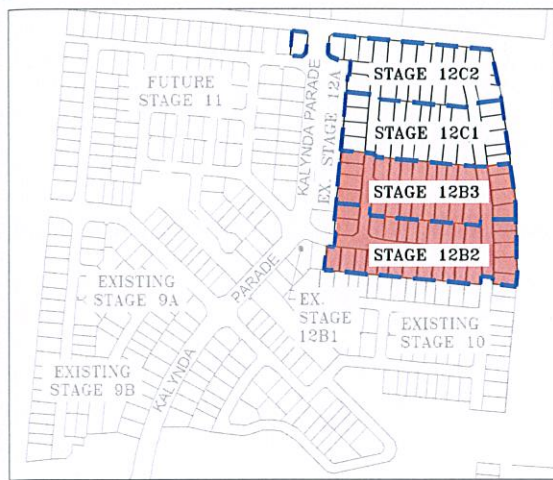 STAGE 12C2
FUTURE
STAGE 11
KALYNDA PARADE
EX. STAGE 12A
STAGE 12C1
STAGE 12B3
STAGE 12B2
EXISTING
STAGE 9A
KALYNDA
PARADE
EX.
STAGE
12B1
EXISTING
STAGE 10
EXISTING
STAGE 9B